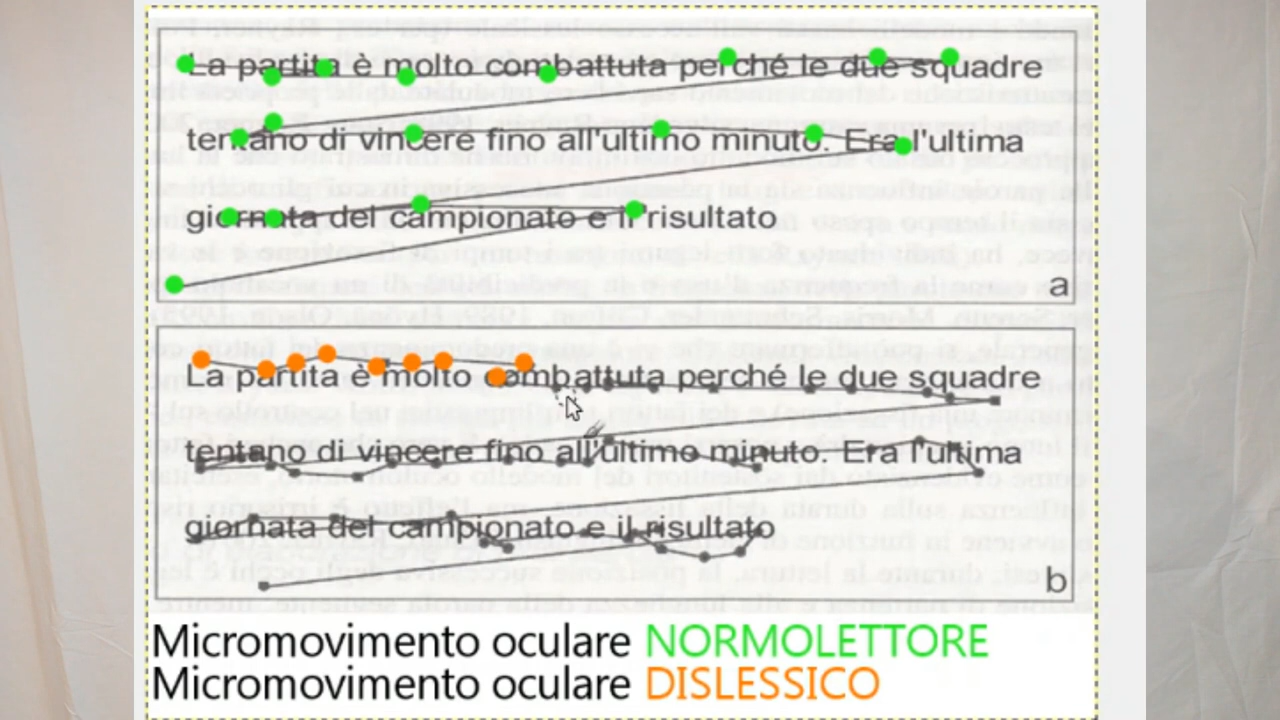 La partita è molto combattuta perché le due squadre
tentano di vincere fino all'ultimo minuto. Era l'ultima
giornata del campionato e il risultato
a
La partita è molto combattuta perché le due squadre
tentano di vincere fino all'ultimo minuto. Era l'ultima
giornata del campionato e il risultato
b
Micromovimento oculare NORMOLETTORE
Micromovimento oculare DISLESSICO